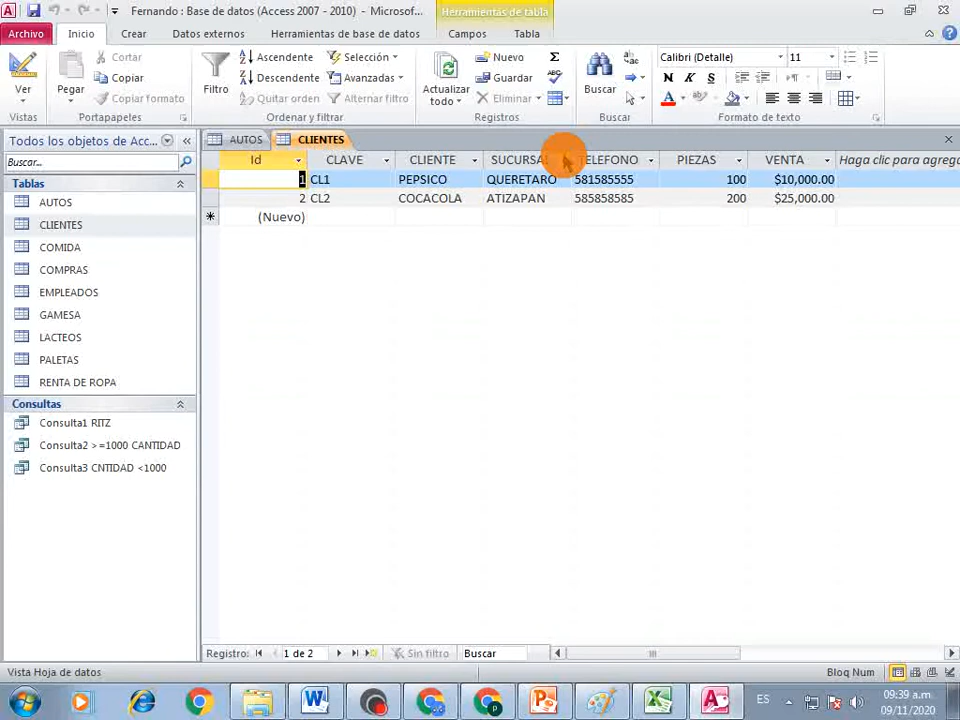 Fernando : Base de datos (Access 2007 - 2010) - Microsof...
Herramientas de tabla
Archivo
Inicio
Crear
Datos externos
Herramientas de base de datos
Campos
Tabla
Ver
Pegar
Cortar
Copiar
Copiar formato
Filtro
Ascendente
Descendente
Quitar orden
Selección
Avanzadas
Alternar filtro
Actualizar
todo
Nuevo
Guardar
Eliminar
Buscar
Calibri (Detalle)
11
N K S
Vistas
Portapapeles
Ordenar y filtrar
Registros
Buscar
Formato de texto
Todos los objetos de Acc...
Buscar...
Tablas
AUTOS
CLIENTES
COMIDA
COMPRAS
EMPLEADOS
GAMESA
LACTEOS
PALETAS
RENTA DE ROPA
Consultas
Consulta1 RITZ
Consulta2 >=1000 CANTIDAD
Consulta3 CNTIDAD <1000
AUTOS
CLIENTES
Id CLAVE CLIENTE PIEZAS VENTA Haga clic para agrega
1 CL1 PEPSICO QUERETARO 581585555 100 $10,000.00
2 CL2 COCACOLA ATIZAPAN 585858585 200 $25,000.00
(Nuevo)
Registro: 1 de 2 Sin filtro Buscar
Vista Hoja de datos
Bloq Num
ES
09:39 a.m.
09/11/2020